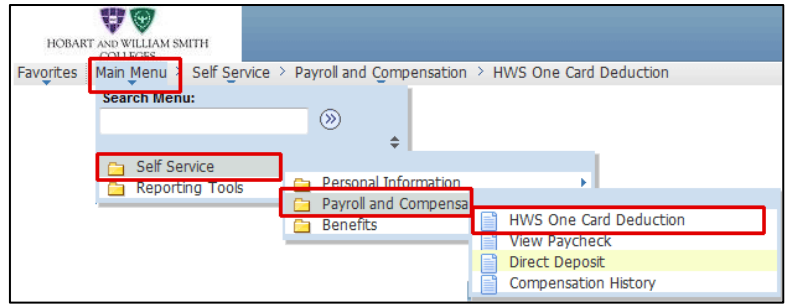 HOBART AND WILLIAM SMITH
COLLEGES
Favorites Main Menu > Self Service > Payroll and Compensation > HWS One Card Deduction
Search Menu:
Self Service
Reporting Tools
Personal Information
Payroll and Compensa
Benefits
HWS One Card Deduction
View Paycheck
Direct Deposit
Compensation History